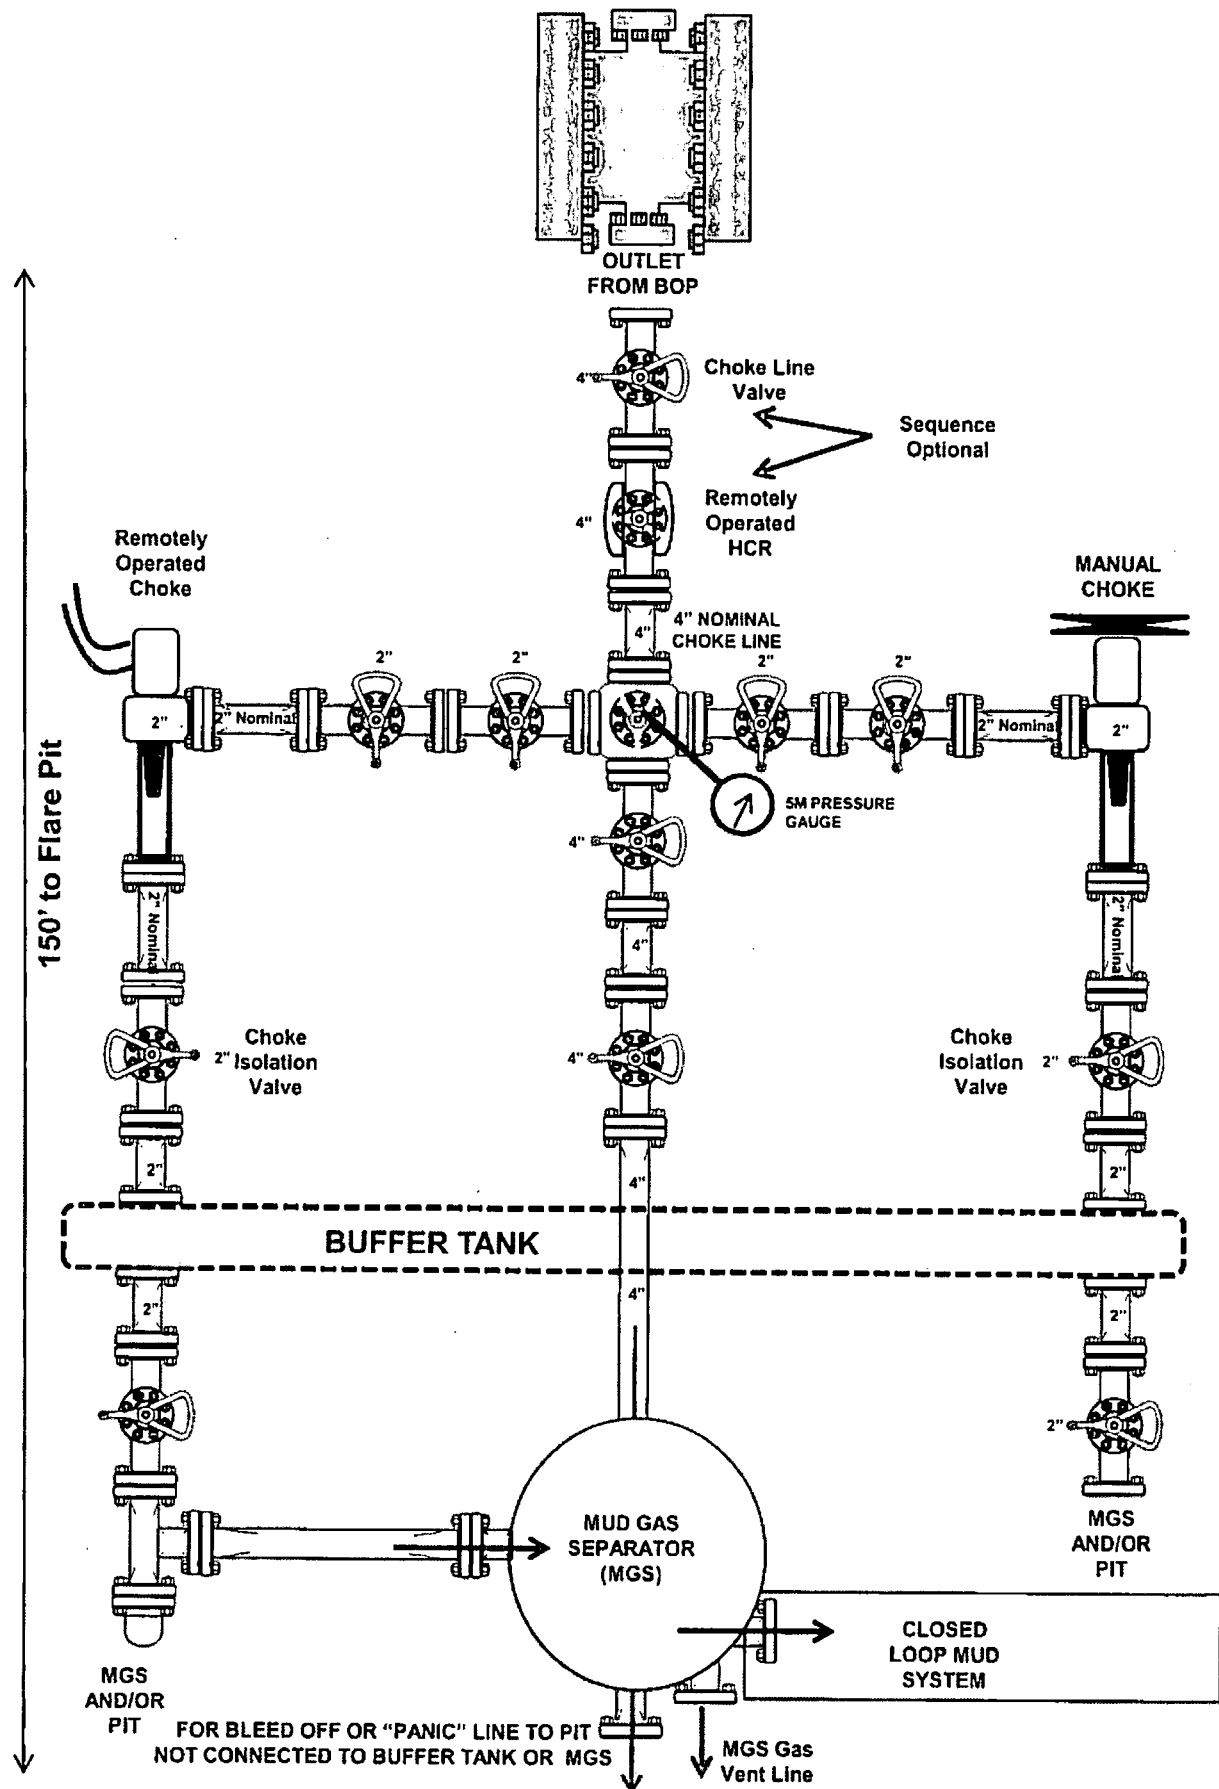 OUTLET
FROM BOP
4"
Choke Line
Valve
Sequence
Optional
4"
Remotely
Operated
HCR
Remotely
Operated
Choke
MANUAL
CHOKE
4"
4" NOMINAL
CHOKE LINE
2"
2"
2"
2"
2"
2" Nominal
2" Nominal
2"
5M PRESSURE
GAUGE
4"
150' to Flare Pit
2" Nominal
4"
2" Nominal
2"
Choke
Isolation
Valve
4"
Choke
Isolation
Valve
2"
2"
4"
2"
BUFFER TANK
2"
4"
2"
2"
MUD GAS
SEPARATOR
(MGS)
MGS
AND/OR
PIT
CLOSED
LOOP MUD
SYSTEM
MGS
AND/OR
PIT
FOR BLEED OFF OR "PANIC" LINE TO PIT
NOT CONNECTED TO BUFFER TANK OR MGS
MGS Gas
Vent Line